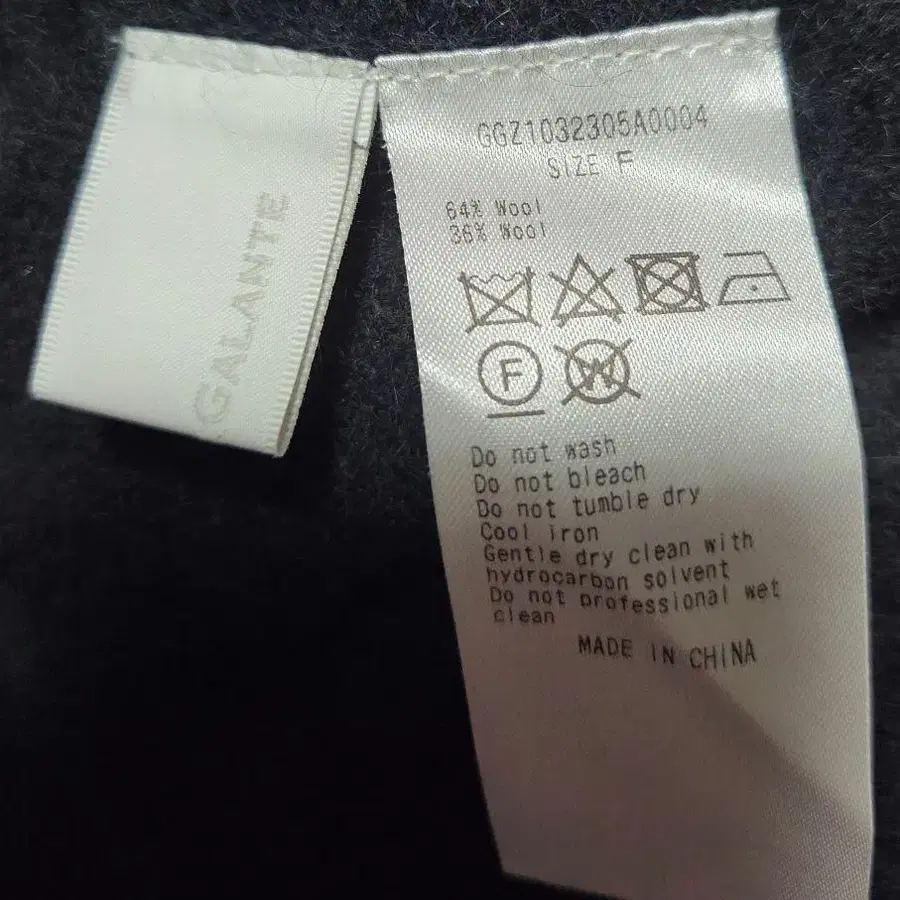 GALANTE
GGZ1032305A0004
SIZE F
64% Wool
36% Wool
F
W
Do not wash
Do not bleach
Do not tumble dry
Cool iron
Gentle dry clean with
hydrocarbon solvent
Do not professional wet
clean
MADE IN CHINA